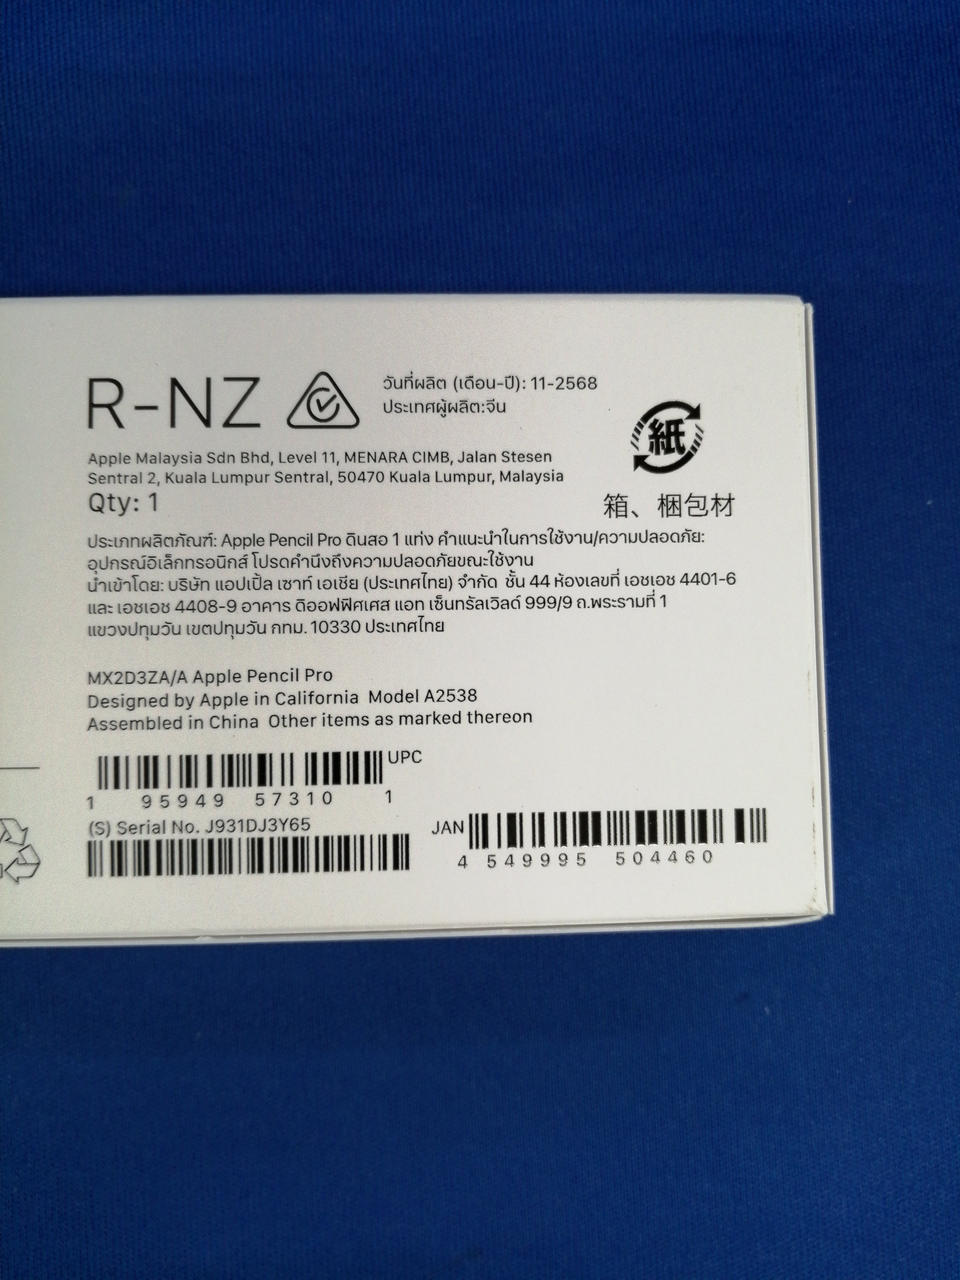 R-NZ
วันที่ผลิต (เดือน-ปี): 11-2568
ประเทศผู้ผลิต:จีน
紙
箱、梱包材
Apple Malaysia Sdn Bhd, Level 11, MENARA CIMB, Jalan Stesen
Sentral 2, Kuala Lumpur Sentral, 50470 Kuala Lumpur, Malaysia
Qty: 1
ประเภทผลิตภัณฑ์: Apple Pencil Pro ดินสอ 1 แท่ง คำแนะนำในการใช้งาน/ความปลอดภัย:
อุปกรณ์อิเล็กทรอนิกส์ โปรดคำนึงถึงความปลอดภัยขณะใช้งาน
นำเข้าโดย: บริษัท แอปเปิ้ล เซาท์ เอเชีย (ประเทศไทย) จำกัด ชั้น 44 ห้องเลขที่ เอชเอช 4401-6
และ เอชเอช 4408-9 อาคาร ดิออฟฟิศเศส แอท เซ็นทรัลเวิลด์ 999/9 ถ.พระรามที่ 1
แขวงปทุมวัน เขตปทุมวัน กทม. 10330 ประเทศไทย
MX2D3ZA/A Apple Pencil Pro
Designed by Apple in California Model A2538
Assembled in China Other items as marked thereon
UPC
1 95949 57310 1
(S) Serial No. J931DJ3Y65
JAN
4 549995 504460